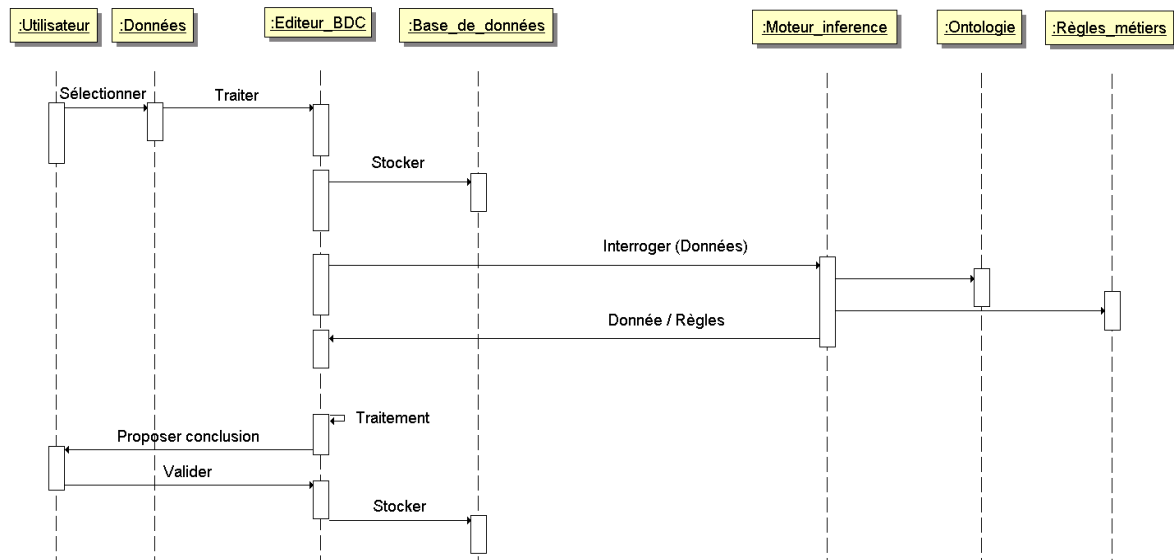 :Utilisateur
:Données
:Editeur_BDC
:Base_de_données
:Moteur_inference
:Ontologie
:Règles_métiers
Sélectionner
Traiter
Stocker
Interroger (Données)
Donnée / Règles
Traitement
Proposer conclusion
Valider
Stocker